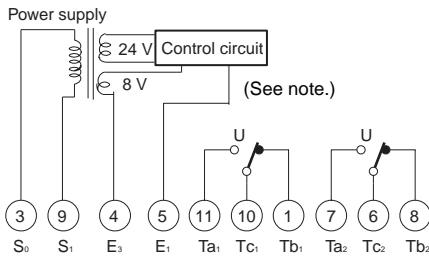 Power supply
24 V
Control circuit
8 V
(See note.)
U
U
3 9 4 5 11 10 1 7 6 8
S₀ S₁ E₃ E₁ Ta₁ Tc₁ Tb₁ Ta₂ Tc₂ Tb₂